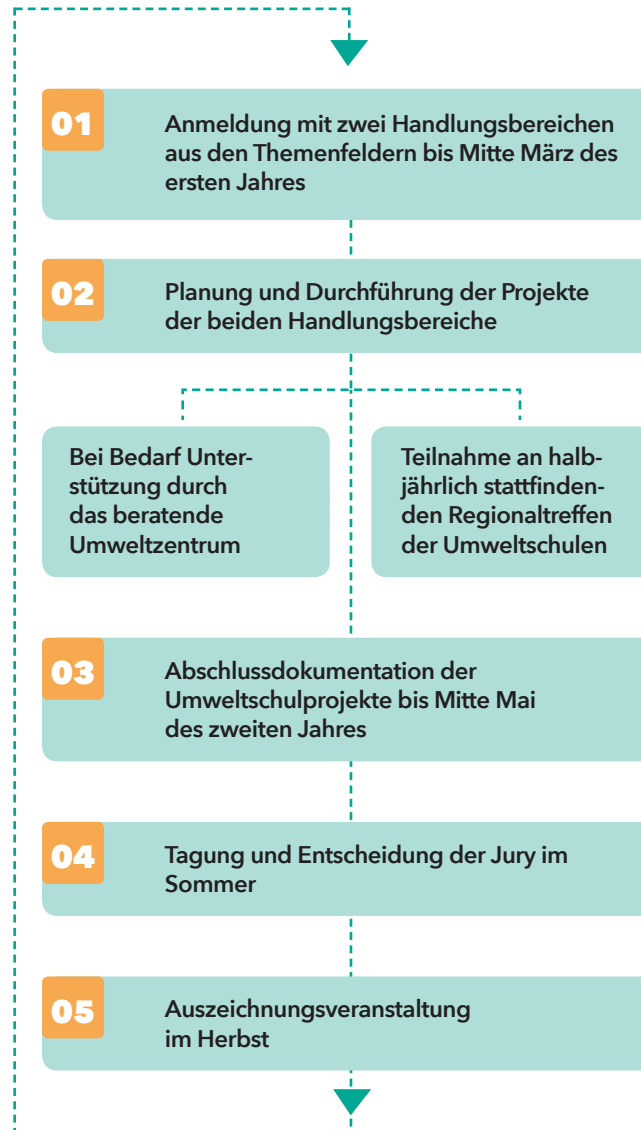 01
Anmeldung mit zwei Handlungsbereichen
aus den Themenfeldern bis Mitte März des
ersten Jahres
02
Planung und Durchführung der Projekte
der beiden Handlungsbereiche
Bei Bedarf Unter-
stützung durch
das beratende
Umweltzentrum
Teilnahme an halb-
jährlich stattfinden-
den Regionaltreffen
der Umweltschulen
03
Abschlussdokumentation der
Umweltschulprojekte bis Mitte Mai
des zweiten Jahres
04
Tagung und Entscheidung der Jury im
Sommer
05
Auszeichnungsveranstaltung
im Herbst